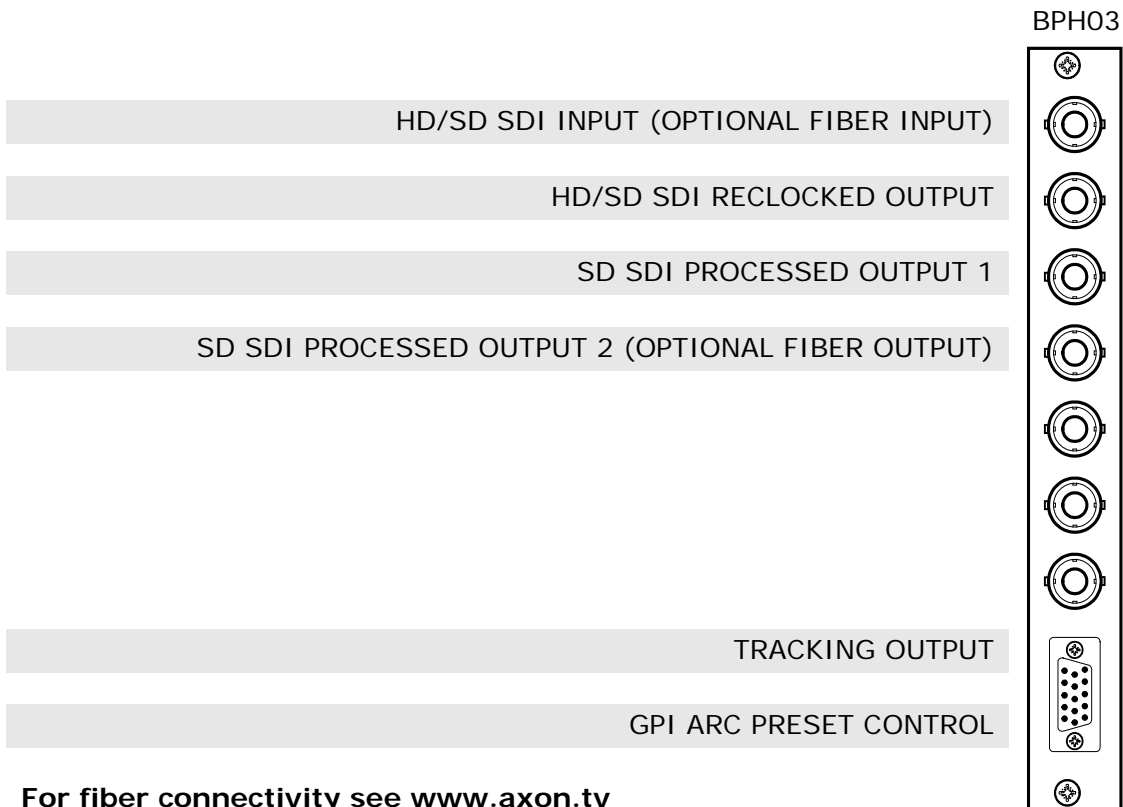 BPH03
HD/SD SDI INPUT (OPTIONAL FIBER INPUT)
HD/SD SDI RECLOCKED OUTPUT
SD SDI PROCESSED OUTPUT 1
SD SDI PROCESSED OUTPUT 2 (OPTIONAL FIBER OUTPUT)
TRACKING OUTPUT
GPI ARC PRESET CONTROL
For fiber connectivity see www.axon.tv